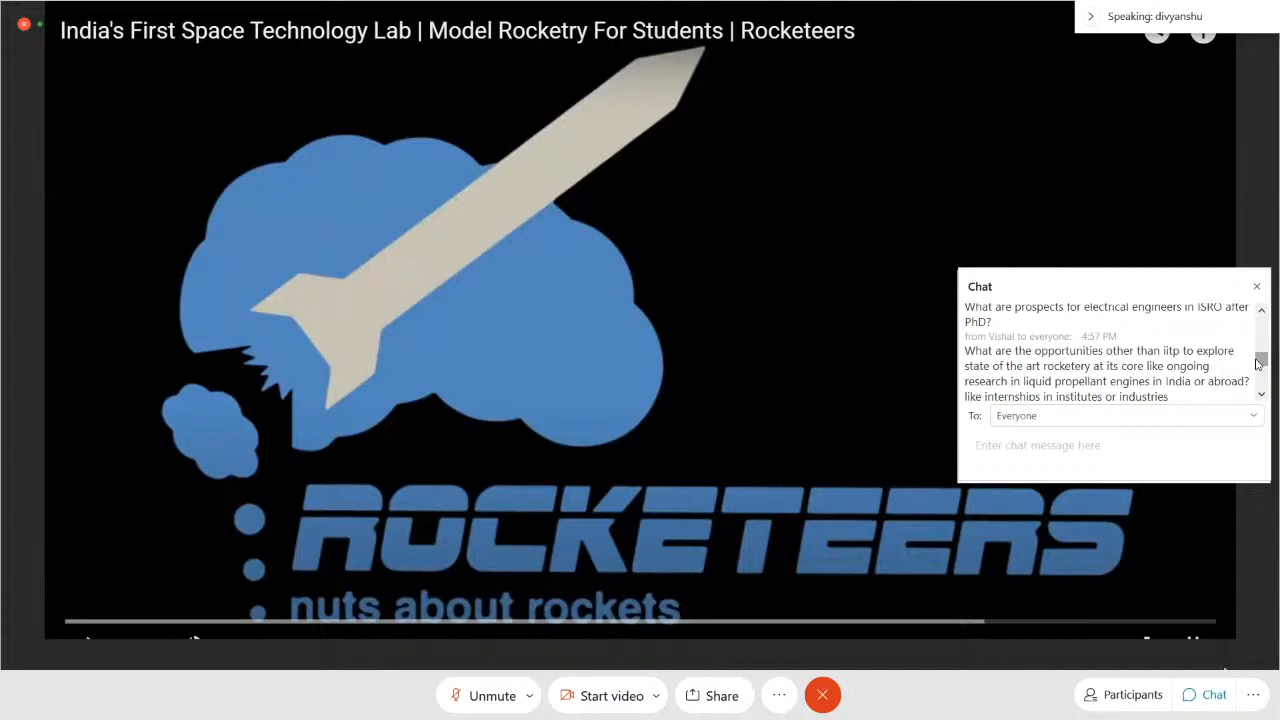 India's First Space Technology Lab | Model Rocketry For Students | Rocketeers
Speaking: divyanshu
Chat
What are prospects for electrical engineers in ISRO after
PhD?
from Vishal to everyone: 4:57 PM
What are the opportunities other than iitp to explore
state of the art rocketery at its core like ongoing
research in liquid propellant engines in India or abroad?
like internships in institutes or industries
To: Everyone
Enter chat message here
ROCKETEERS
nuts about rockets
Unmute
Start video
Share
Participants
Chat